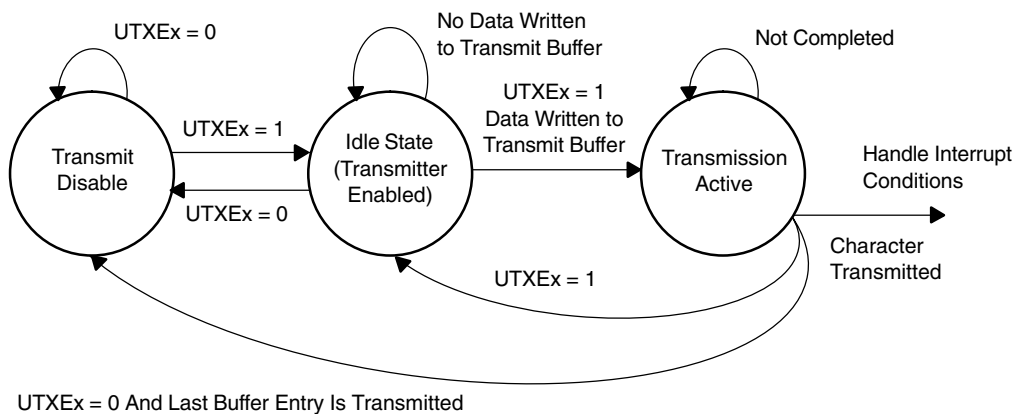 UTXEx = 0
No Data Written
to Transmit Buffer
Not Completed
UTXEx = 1
UTXEx = 1
Data Written to
Transmit Buffer
Transmit
Disable
Idle State
(Transmitter
Enabled)
Transmission
Active
Handle Interrupt
Conditions
UTXEx = 0
Character
Transmitted
UTXEx = 1
UTXEx = 0 And Last Buffer Entry Is Transmitted